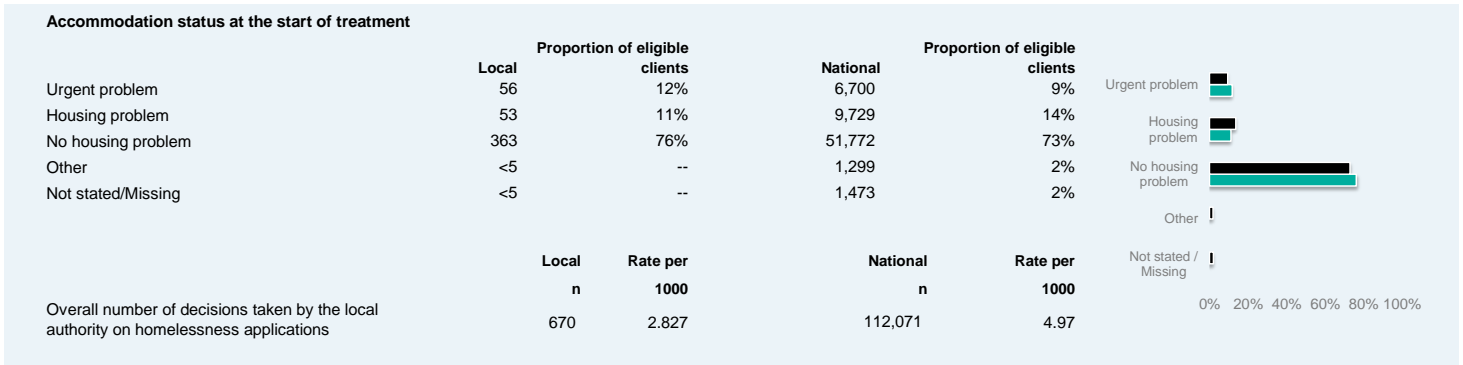 Accommodation status at the start of treatment
Local Proportion of eligible clients National Proportion of eligible clients
Urgent problem 56 12% 6,700 9%
Housing problem 53 11% 9,729 14%
No housing problem 363 76% 51,772 73%
Other <5 -- 1,299 2%
Not stated/Missing <5 -- 1,473 2%
Local Rate per National Rate per
n 1000 n 1000
Overall number of decisions taken by the local
authority on homelessness applications 670 2.827 112,071 4.97
Urgent problem
Housing
problem
No housing
problem
Other
Not stated /
Missing
0% 20% 40% 60% 80% 100%